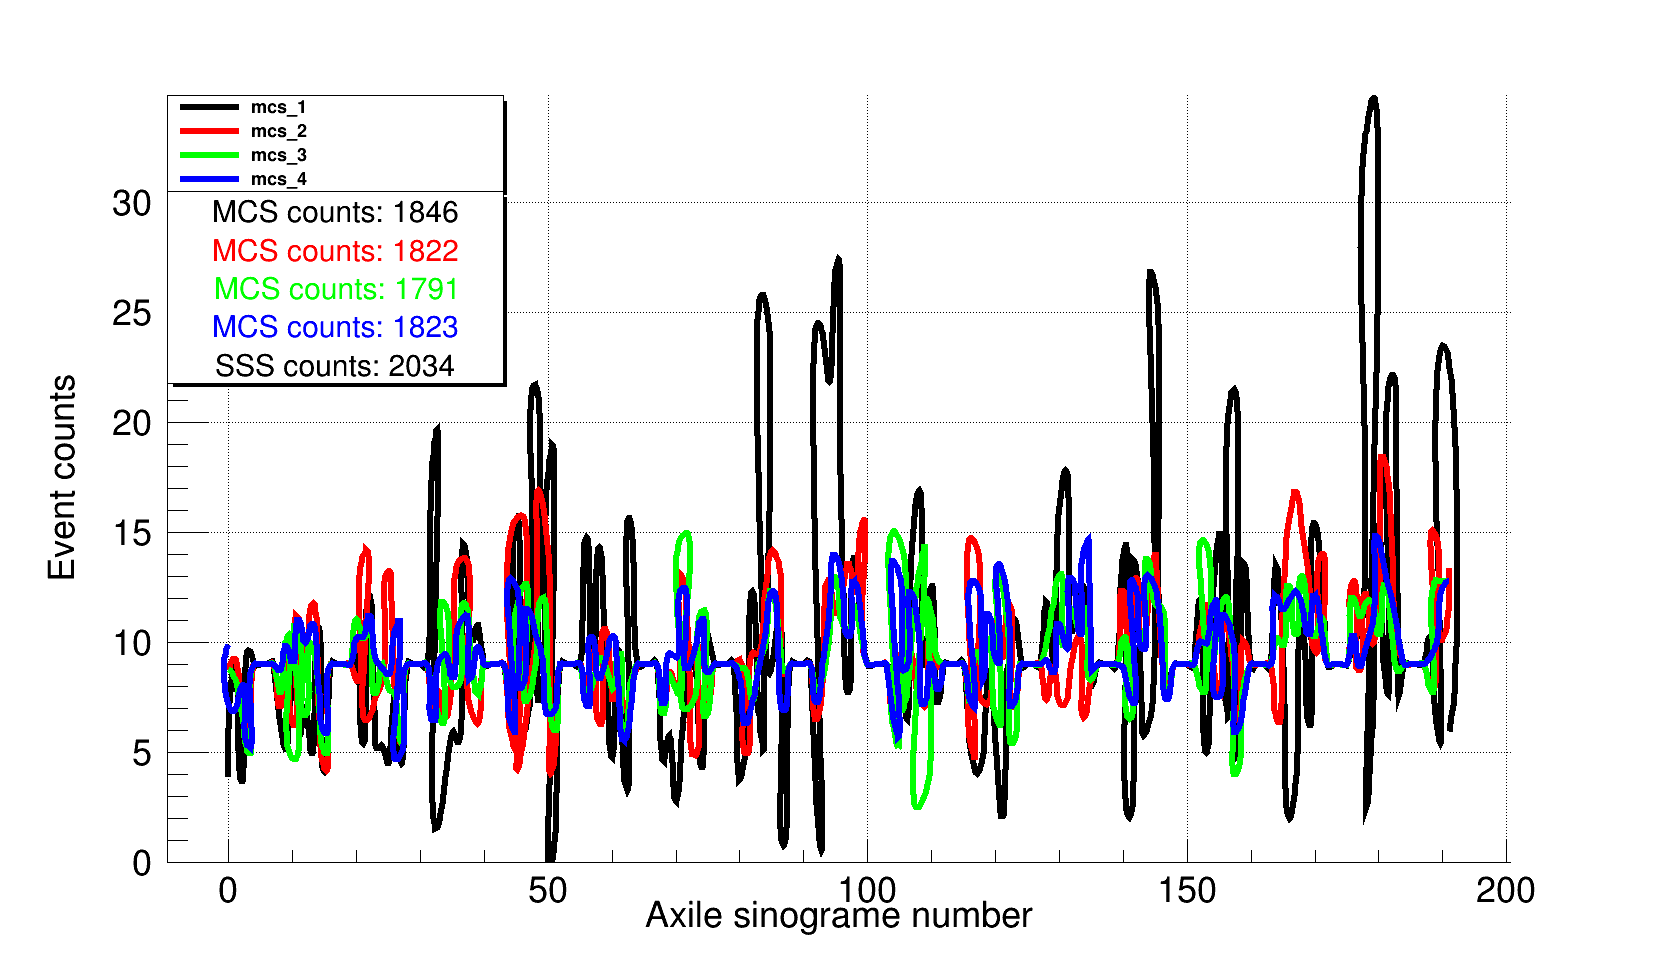 mcs_1
mcs_2
mcs_3
mcs_4
MCS counts: 1846
MCS counts: 1822
MCS counts: 1791
MCS counts: 1823
SSS counts: 2034
Event counts
30
25
20
15
10
5
0
0 50 100 150 200
Axile sinograme number